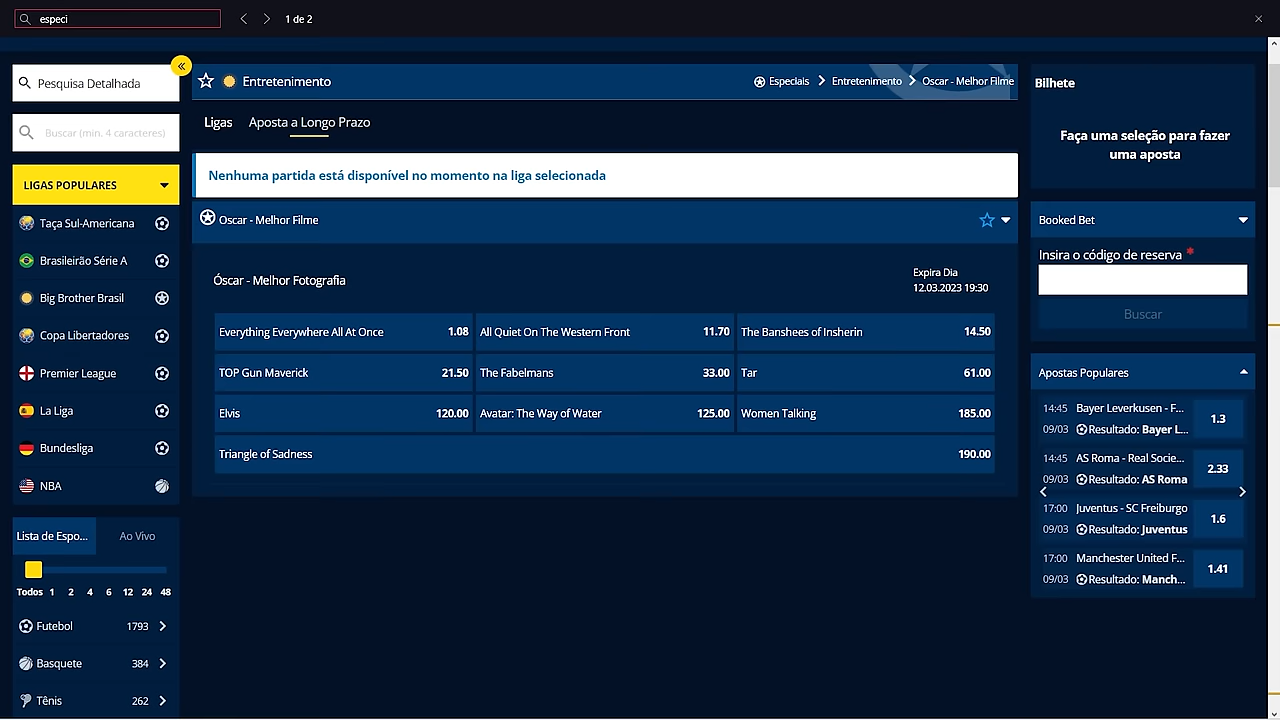 especi
1 de 2
Pesquisa Detalhada
Buscar (min. 4 caracteres)
LIGAS POPULARES
Taça Sul-Americana
Brasileirão Série A
Big Brother Brasil
Copa Libertadores
Premier League
La Liga
Bundesliga
NBA
Lista de Espo...
Ao Vivo
Todos 1 2 4 6 12 24 48
Futebol 1793
Basquete 384
Tênis 262
Entretenimento
Especials
Entretenimento
Oscar - Melhor Filme
Ligas
Aposta a Longo Prazo
Nenhuma partida está disponível no momento na liga selecionada
Oscar - Melhor Filme
Óscar - Melhor Fotografia
Expira Dia
12.03.2023 19:30
Everything Everywhere All At Once 1.08
All Quiet On The Western Front 11.70
The Banshees of Insherin 14.50
TOP Gun Maverick 21.50
The Fabelmans 33.00
Tar 61.00
Elvis 120.00
Avatar: The Way of Water 125.00
Women Talking 185.00
Triangle of Sadness 190.00
Bilhete
Faça uma seleção para fazer
uma aposta
Booked Bet
Insira o código de reserva *
Buscar
Apostas Populares
14:45 Bayer Leverkusen - F...
09/03 Resultado: Bayer L...
1.3
14:45 AS Roma - Real Socie...
09/03 Resultado: AS Roma
2.33
17:00 Juventus - SC Freiburgo
09/03 Resultado: Juventus
1.6
17:00 Manchester United F...
09/03 Resultado: Manch...
1.41